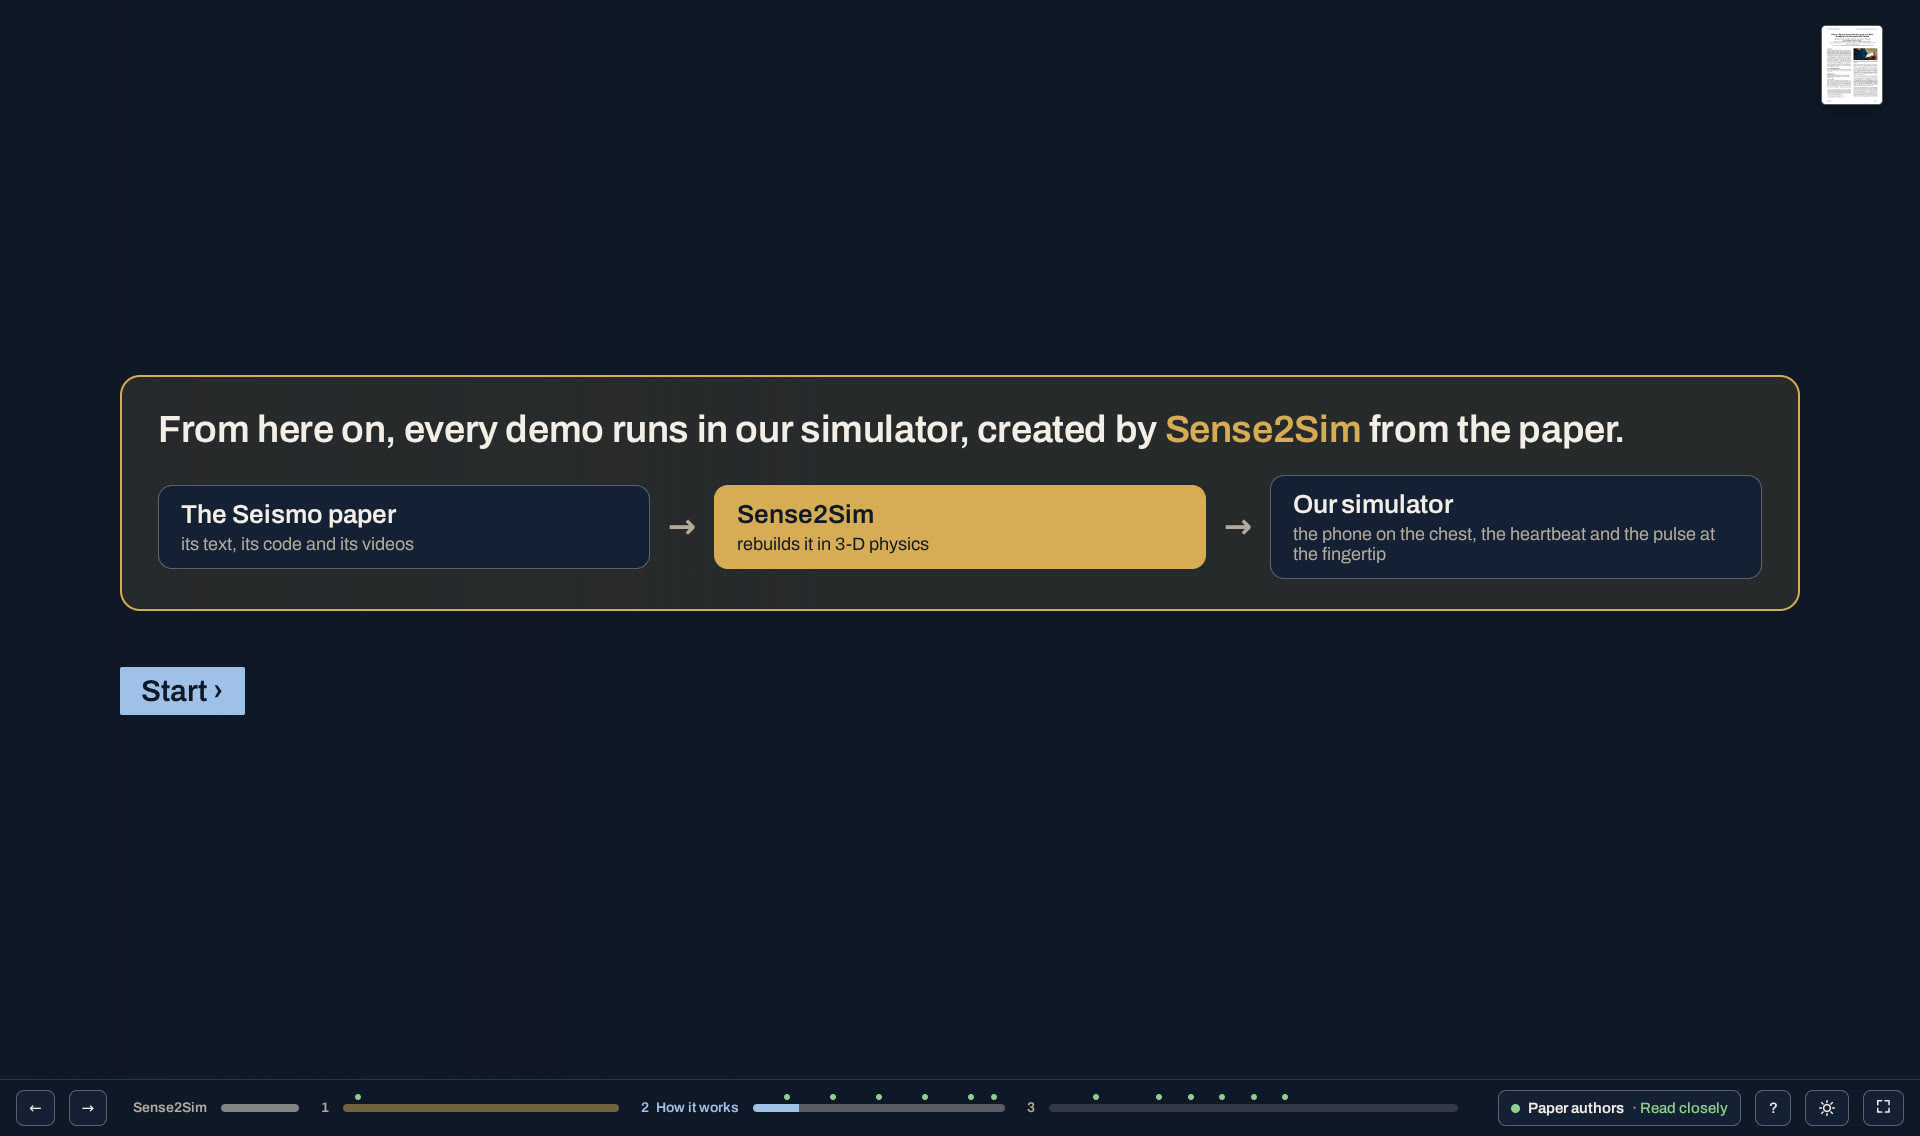 From here on, every demo runs in our simulator, created by Sense2Sim from the paper.
The Seismo paper
its text, its code and its videos
→
Sense2Sim
rebuilds it in 3-D physics
→
Our simulator
the phone on the chest, the heartbeat and the pulse at
the fingertip
Start ›
← → Sense2Sim 1 2 How it works 3 Paper authors · Read closely ?